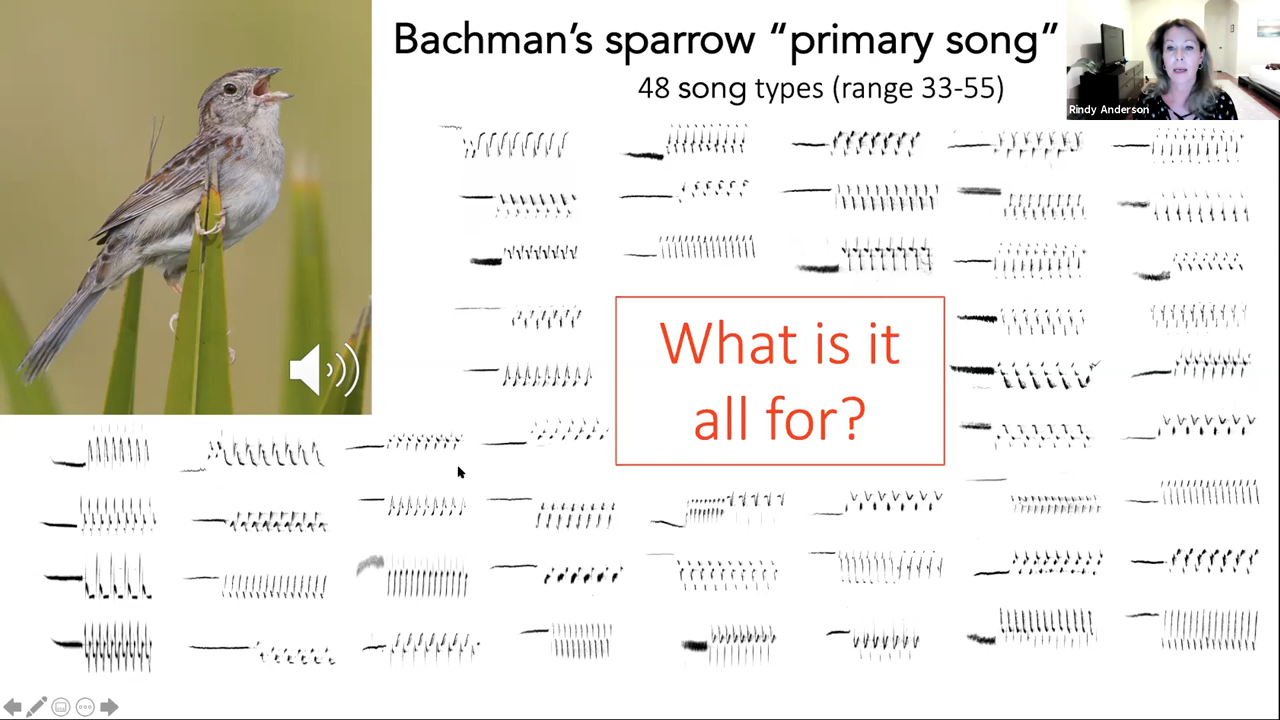 Bachman’s sparrow “primary song”
48 song types (range 33-55)
Rindy Anderson
What is it
all for?